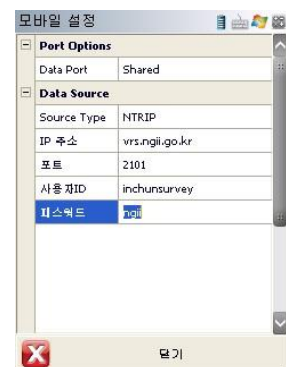 모바일 설정
Port Options
Data Port Shared
Data Source
Source Type NTRIP
IP 주소 vrs.ngii.go.kr
포트 2101
사용자ID inchunsurvey
패스워드 ngii
닫기